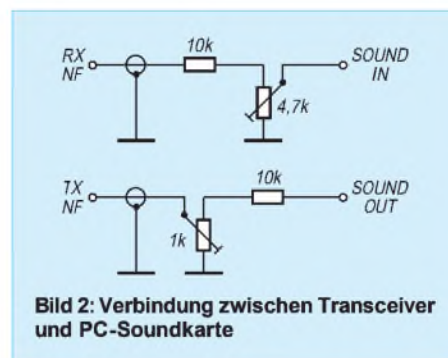 RX
NF
10k
4,7k
SOUND
IN
TX
NF
1k
10k
SOUND
OUT
Bild 2: Verbindung zwischen Transceiver
und PC-Soundkarte